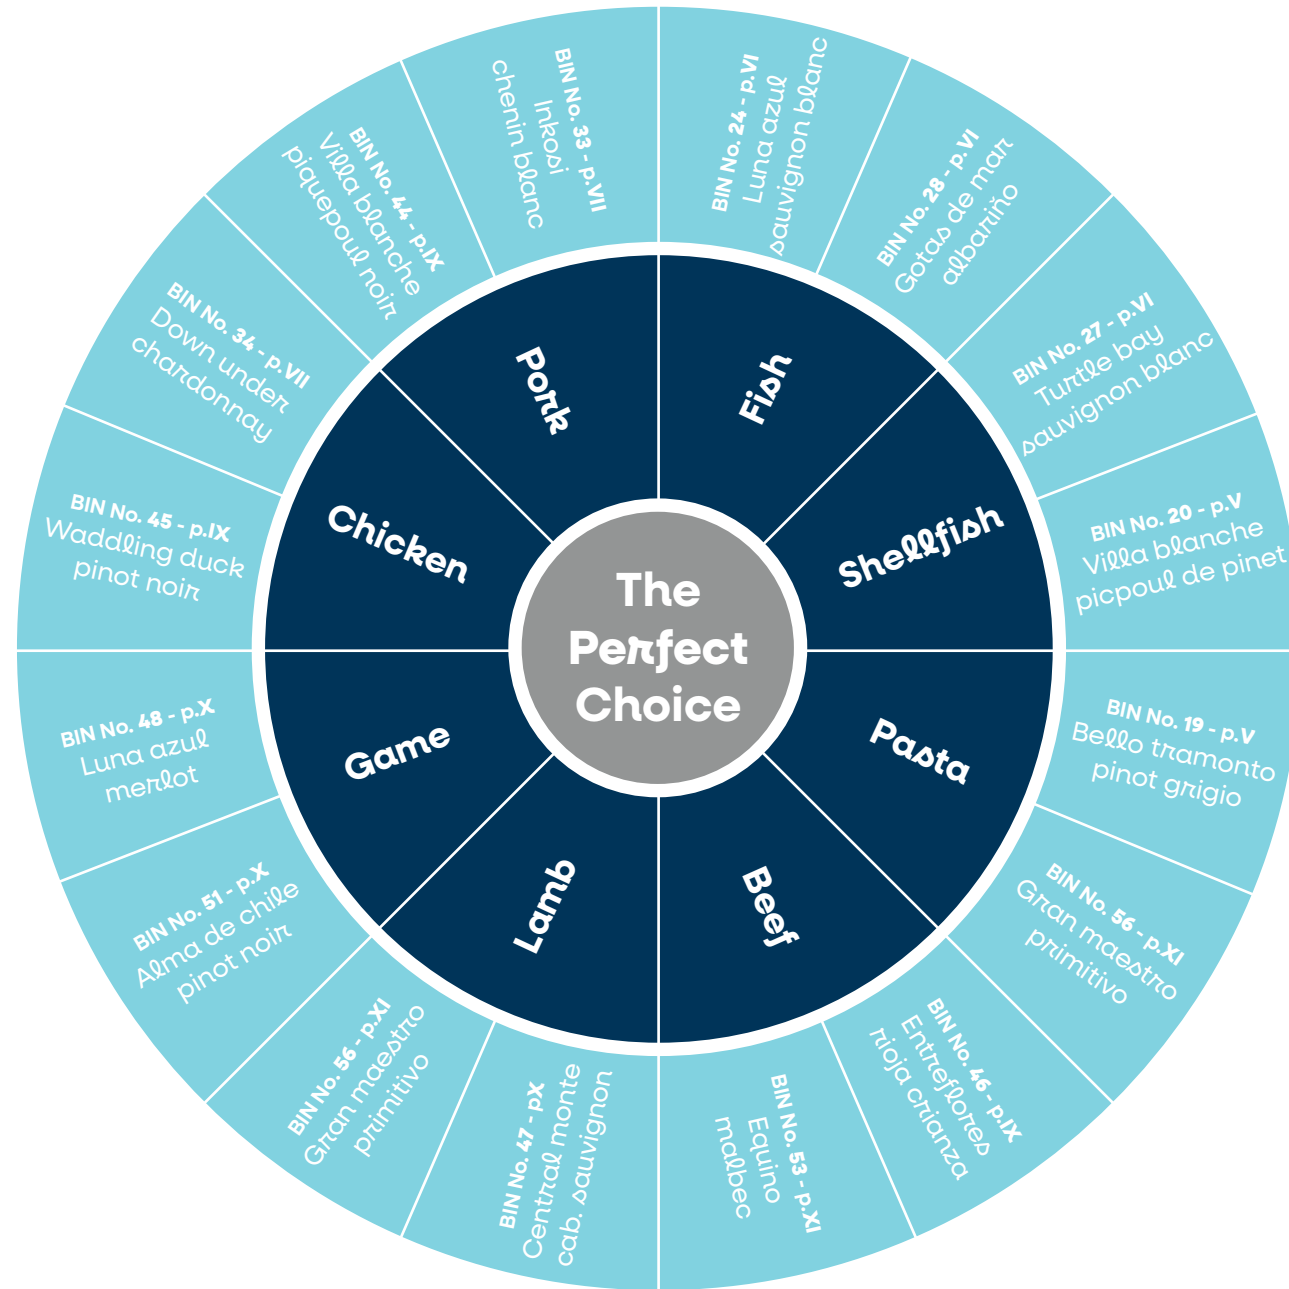 The
Perfect
Choice
Fish
Shellfish
Pasta
Beef
Lamb
Game
Chicken
Pork
BIN No. 24 - p.VI
Luna azul
sauvignon blanc
BIN No. 28 - p.VI
Gotas de mar
albariño
BIN No. 27 - p.VI
Turtle bay
sauvignon blanc
BIN No. 20 - p.V
Villa blanche
picpoul de pinet
BIN No. 19 - p.V
Bello tramonto
pinot grigio
BIN No. 56 - p.XI
Gran maestro
primitivo
BIN No. 46 - p.IX
Entreflores
rioja crianza
BIN No. 53 - p.XI
Equino
malbec
BIN No. 47 - pX
Central monte
cab. sauvignon
BIN No. 56 - p.XI
Gran maestro
primitivo
BIN No. 51 - p.X
Alma de chile
pinot noir
BIN No. 48 - p.X
Luna azul
merlot
BIN No. 45 - p.IX
Waddling duck
pinot noir
BIN No. 34 - p.VII
Down under
chardonnay
BIN No. 44 - p.IX
Villa blanche
piquepoul noir
BIN No. 33 - p.VII
Inkosi
chenin blanc